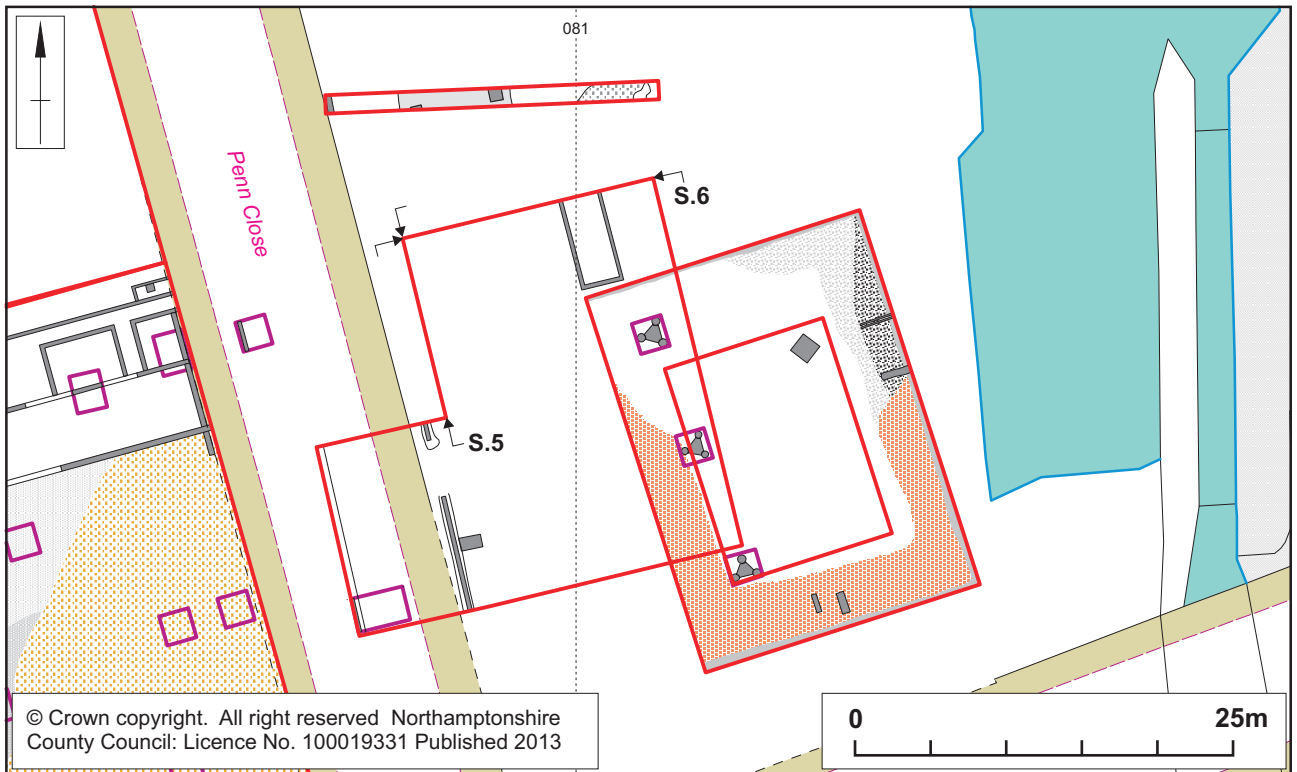 081
Penn Close
S.6
S.5
© Crown copyright. All right reserved Northamptonshire
County Council: Licence No. 100019331 Published 2013
0 25m